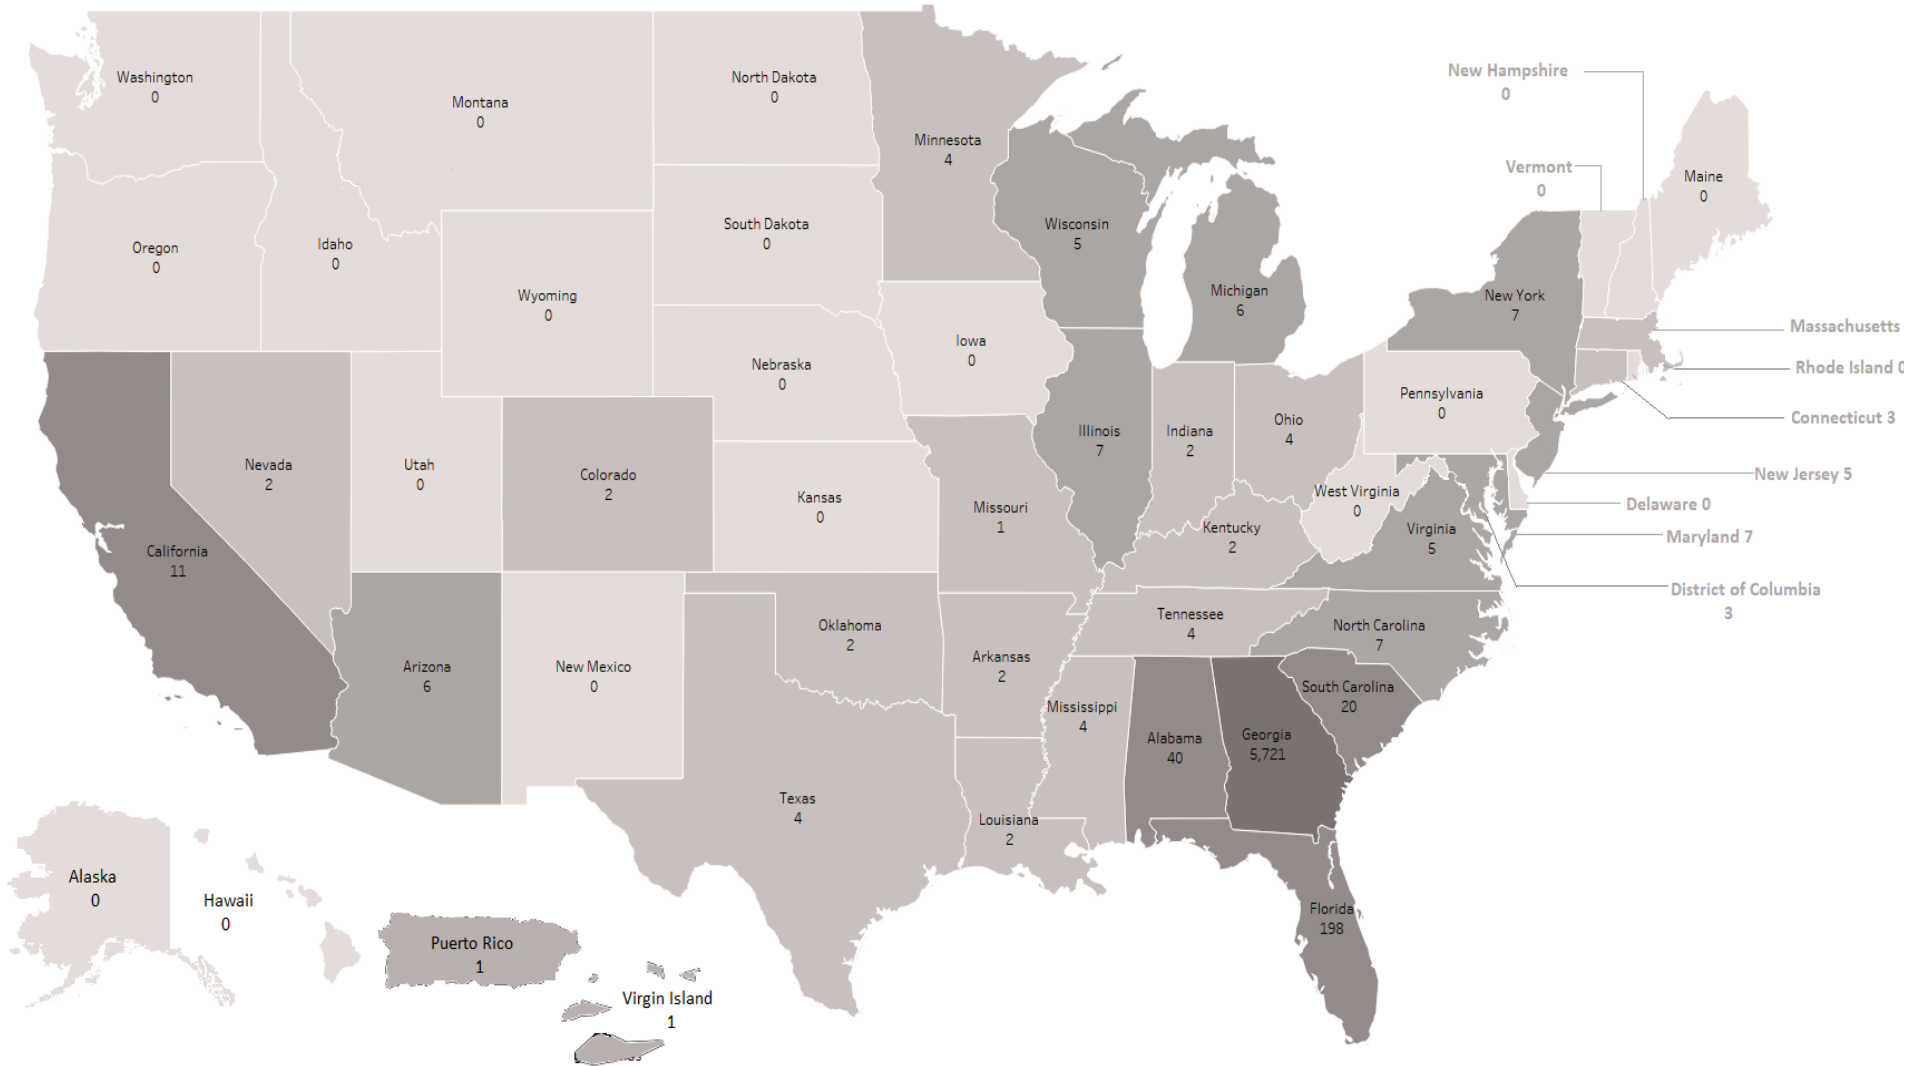 Washington
0
Montana
0
North Dakota
0
Minnesota
4
New Hampshire
0
Vermont
0
Maine
0
Oregon
0
Idaho
0
Wyoming
0
South Dakota
0
Wisconsin
5
Michigan
6
New York
7
Massachusetts
Rhode Island 0
Connecticut 3
Nebraska
0
Iowa
0
Pennsylvania
0
Nevada
2
Utah
0
Colorado
2
Kansas
0
Missouri
1
Illinois
7
Indiana
2
Ohio
4
West Virginia
0
Kentucky
2
Virginia
5
New Jersey 5
Delaware 0
Maryland 7
District of Columbia
3
California
11
Arizona
6
New Mexico
0
Oklahoma
2
Arkansas
2
Tennessee
4
North Carolina
7
South Carolina
20
Mississippi
4
Alabama
40
Georgia
5,721
Texas
4
Louisiana
2
Florida
198
Alaska
0
Hawaii
0
Puerto Rico
1
Virgin Island
1